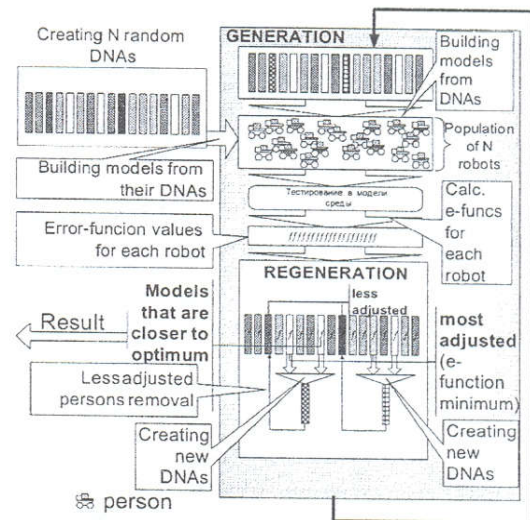 Creating N random
DNAs
GENERATION
Building
models
from
DNAs
Population
of N
robots
Building models from
their DNAs
Тестирование в модели
среды
Calc.
e-funcs
for
each
robot
Error-funcion values
for each robot
REGENERATION
Models
that are
closer to
optimum
less
adjusted
Result
most
adjusted
(e-
function
minimum)
Lessadjusted
persons removal
Creating
new
DNAs
Creating
new
DNAs
person